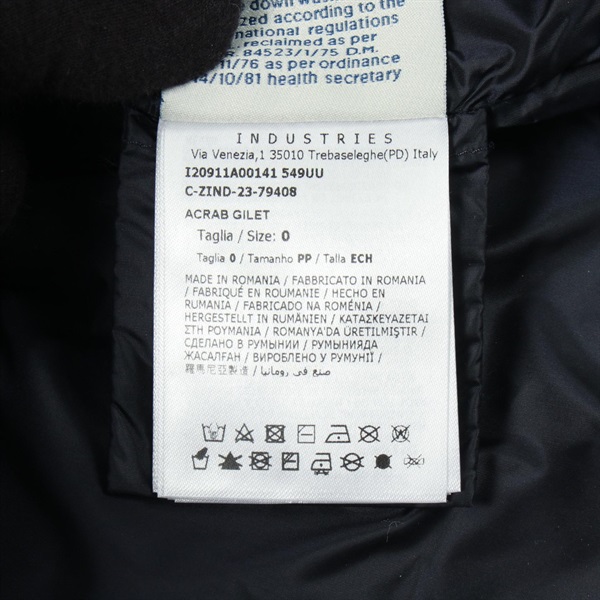 down was
ized according to the
national regulations
reclaimed as per
R. 84523/1/75 D.M.
11/76 as per ordinance
14/10/81 health secretary
INDUSTRIES
Via Venezia,1 35010 Trebaseleghe(PD) Italy
I20911A00141 549UU
C-ZIND-23-79408
ACRAB GILET
Taglia / Size: 0
Taglia 0 / Tamanho PP / Talla ECH
MADE IN ROMANIA / FABBRICATO IN ROMANIA
/ FABRIQUÉ EN ROUMANIE / HECHO EN
RUMANIA / FABRICADO NA ROMÉNIA /
HERGESTELLT IN RUMÄNIEN / ΚΑΤΑΣΚΕΥΑΖΕΤΑΙ
ΣΤΗ ΡΟΥΜΑΝΙΑ / ROMANYA'DA ÜRETILMIŞTIR /
СДЕЛАНО В РУМЫНИИ / РУМЫНИЯДА
ЖАСАЛҒАН / ВИРОБЛЕНО У РУМУНІЇ /
羅馬尼亞製造 / صنع في رومانيا